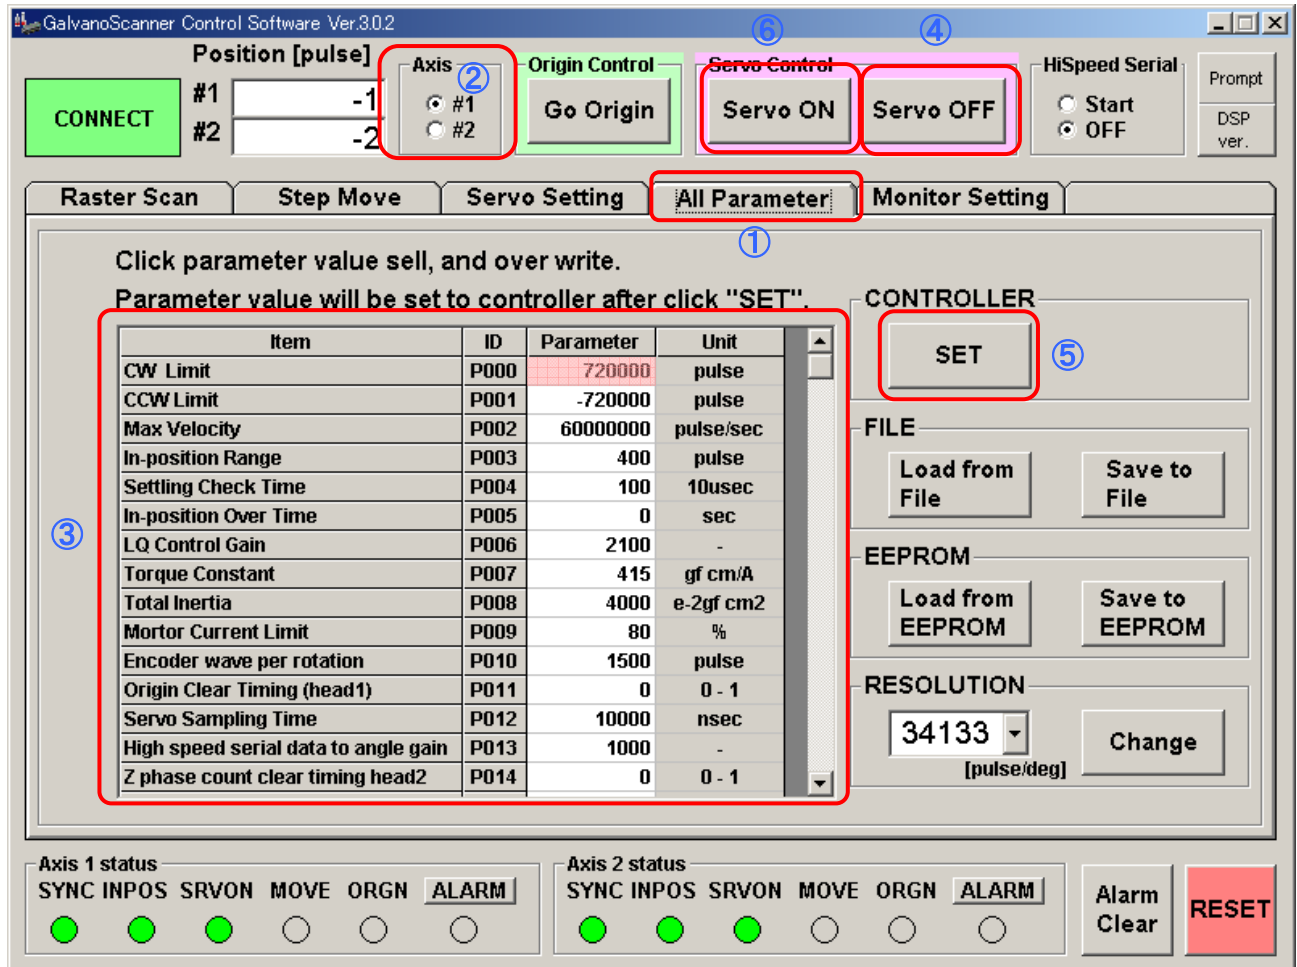 GalvanoScanner Control Software Ver.3.0.2
⑥
④
Position [pulse]
Axis
②
Origin Control
Servo Control
HiSpeed Serial
Prompt
CONNECT
#1
-1
#1
Go Origin
Servo ON
Servo OFF
Start
DSP
ver.
#2
-2
#2
OFF
Raster Scan
Step Move
Servo Setting
All Parameter
Monitor Setting
①
Click parameter value sell, and over write.
Parameter value will be set to controller after click "SET".
③
Item ID Parameter Unit
CW Limit P000 720000 pulse
CCW Limit P001 -720000 pulse
Max Velocity P002 60000000 pulse/sec
In-position Range P003 400 pulse
Settling Check Time P004 100 10usec
In-position Over Time P005 0 sec
LQ Control Gain P006 2100 -
Torque Constant P007 415 gf cm/A
Total Inertia P008 4000 e-2gf cm2
Mortor Current Limit P009 80 %
Encoder wave per rotation P010 1500 pulse
Origin Clear Timing (head1) P011 0 0 - 1
Servo Sampling Time P012 10000 nsec
High speed serial data to angle gain P013 1000 -
Z phase count clear timing head2 P014 0 0 - 1
CONTROLLER
SET
⑤
FILE
Load from
File
Save to
File
EEPROM
Load from
EEPROM
Save to
EEPROM
RESOLUTION
34133
[pulse/deg]
Change
Axis 1 status
SYNC INPOS SRVON MOVE ORGN ALARM
Axis 2 status
SYNC INPOS SRVON MOVE ORGN ALARM
Alarm
Clear
RESET